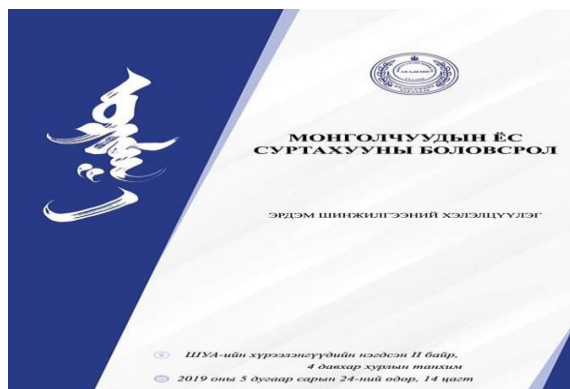 АКАДЕМИ
МОНГОЛЧУУДЫН ЁС
СУРТАХУУНЫ БОЛОВСРОЛ
ЭРДЭМ ШИНЖИЛГЭЭНИЙ ХЭЛЭЛЦҮҮЛЭГ
ШУА-ийн хүрээлэнгүүдийн нэгдсэн II байр,
4 давхар хурлын танхим
2019 оны 5 дугаар сарын 24-ний өдөр, 14 цагт